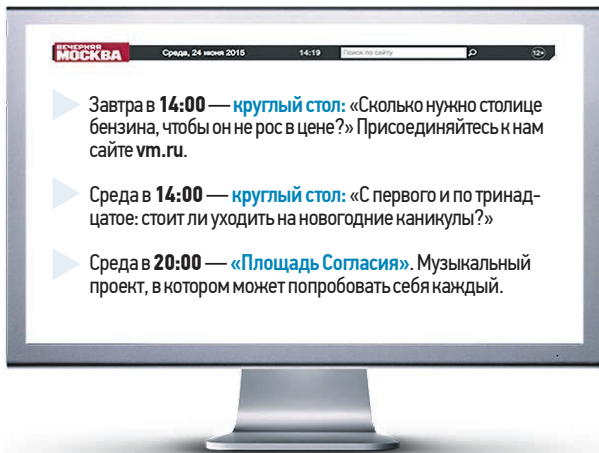 ВЕЧЕРНЯЯ
МОСКВА Среда, 24 июня 2015 14:19 Поиск по сайту 12+
Завтра в 14:00 — круглый стол: «Сколько нужно столице
бензина, чтобы он не рос в цене?» Присоединяйтесь к нам
сайте vm.ru.
Среда в 14:00 — круглый стол: «С первого и по тринад-
цатое: стоит ли уходить на новогодние каникулы?»
Среда в 20:00 — «Площадь Согласия». Музыкальный
проект, в котором может попробовать себя каждый.